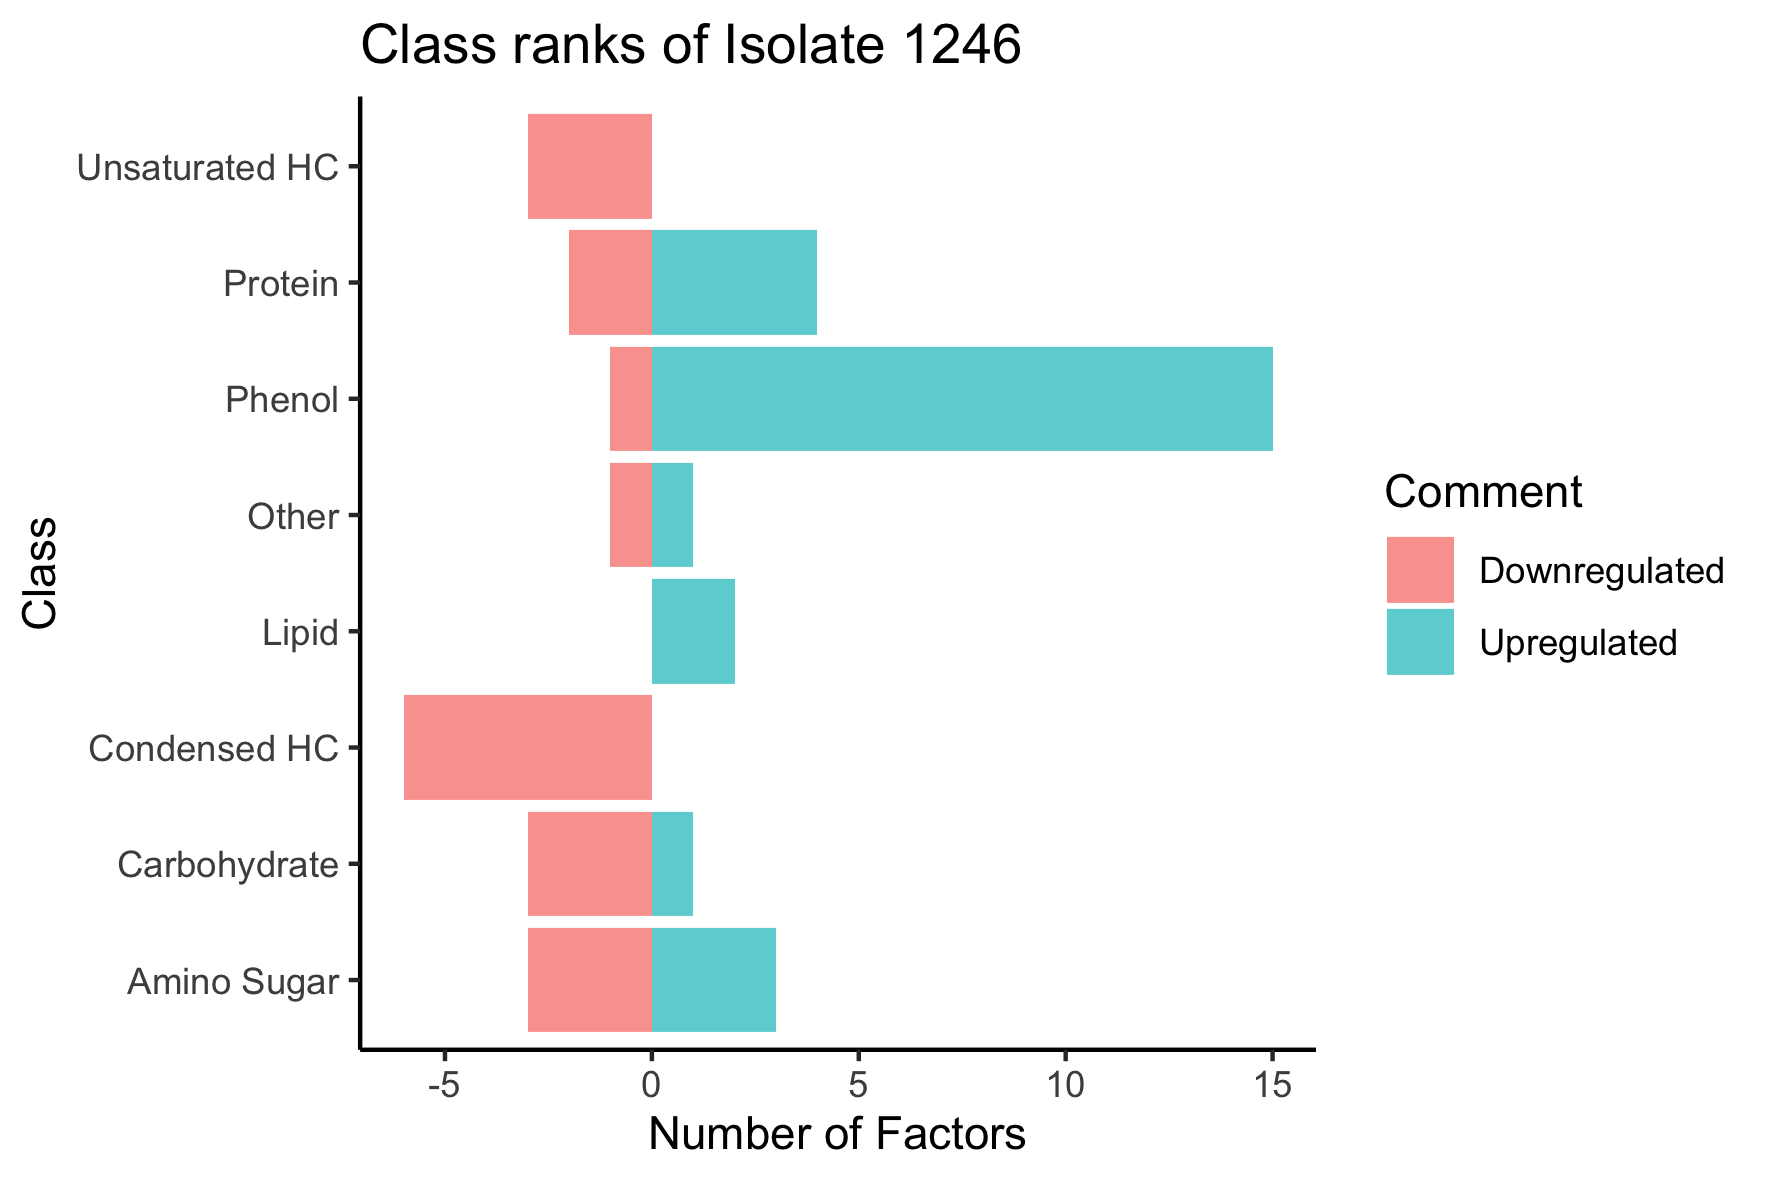 Class ranks of Isolate 1246
Unsaturated HC
Protein
Phenol
Other
Lipid
Condensed HC
Carbohydrate
Amino Sugar
Class
-5 0 5 10 15
Number of Factors
Comment
Downregulated
Upregulated